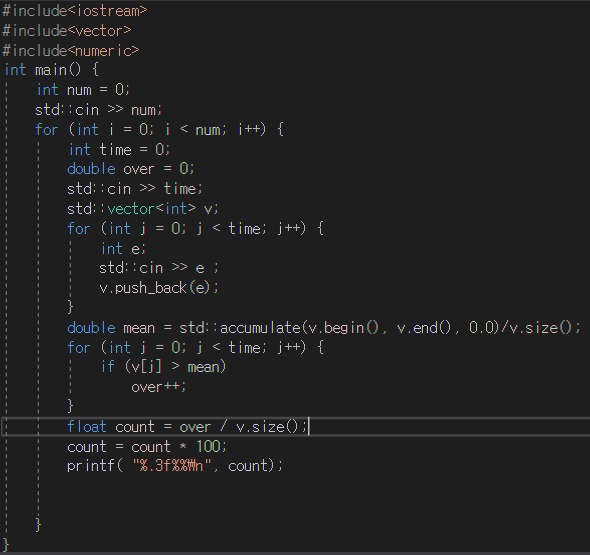 #include<iostream>
#include<vector>
#include<numeric>
int main() {
    int num = 0;
    std::cin >> num;
    for (int i = 0; i < num; i++) {
        int time = 0;
        double over = 0;
        std::cin >> time;
        std::vector<int> v;
        for (int j = 0; j < time; j++) {
            int e;
            std::cin >> e ;
            v.push_back(e);
        }
        double mean = std::accumulate(v.begin(), v.end(), 0.0)/v.size();
        for (int j = 0; j < time; j++) {
            if (v[j] > mean)
                over++;
        }
        float count = over / v.size();
        count = count * 100;
        printf( "%.3f%%₩n", count);
    }
}